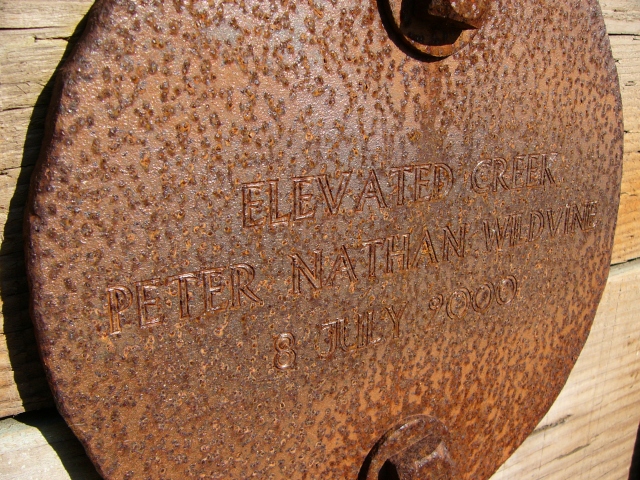 ELEVATED CREEK
PETER NATHAN WILDVINE
8 JULY 2000